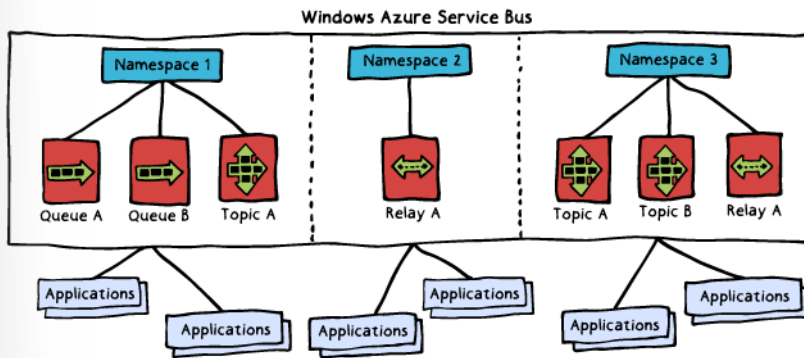 Windows Azure Service Bus
Namespace 1
Namespace 2
Namespace 3
Queue A
Queue B
Topic A
Relay A
Topic A
Topic B
Relay A
Applications
Applications
Applications
Applications
Applications
Applications